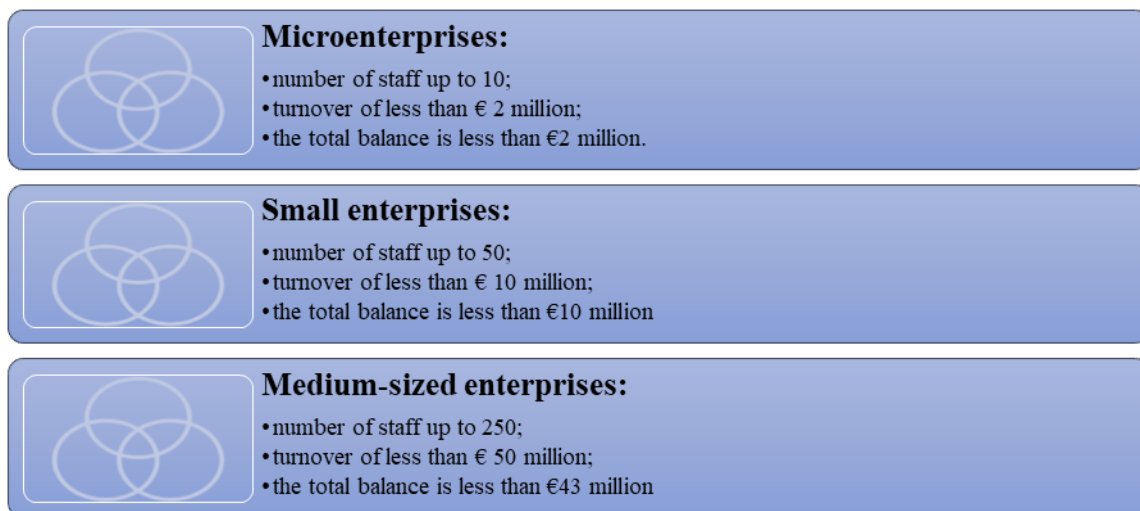 Microenterprises:
•number of staff up to 10;
•turnover of less than € 2 million;
•the total balance is less than €2 million.
Small enterprises:
•number of staff up to 50;
•turnover of less than € 10 million;
•the total balance is less than €10 million
Medium-sized enterprises:
•number of staff up to 250;
•turnover of less than € 50 million;
•the total balance is less than €43 million